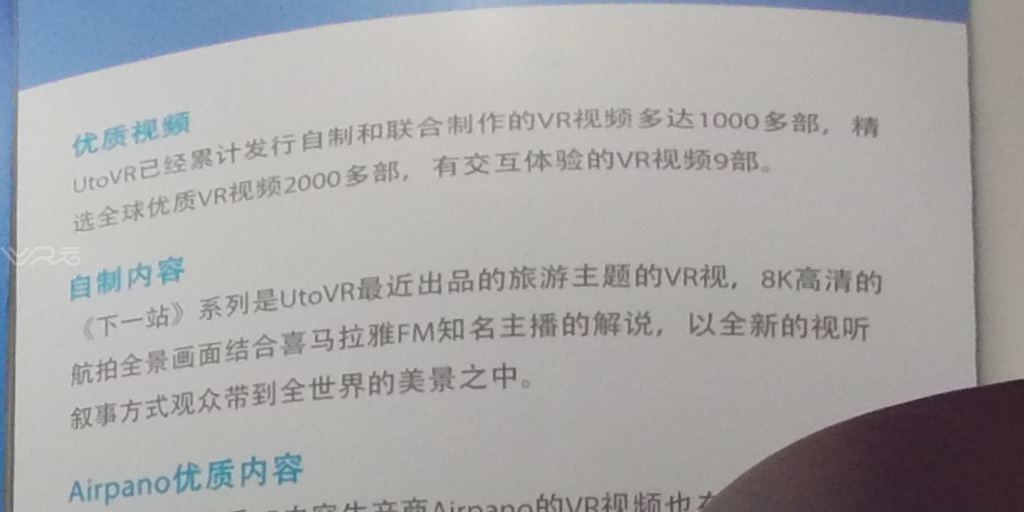 优质视频
UtoVR已经累计发行自制和联合制作的VR视频多达1000多部，精
选全球优质VR视频2000多部，有交互体验的VR视频9部。
VR云
自制内容
《下一站》系列是UtoVR最近出品的旅游主题的VR视，8K高清的
航拍全景画面结合喜马拉雅FM知名主播的解说，以全新的视听
叙事方式观众带到全世界的美景之中。
Airpano优质内容
内容生产商Airpano的VR视频也在